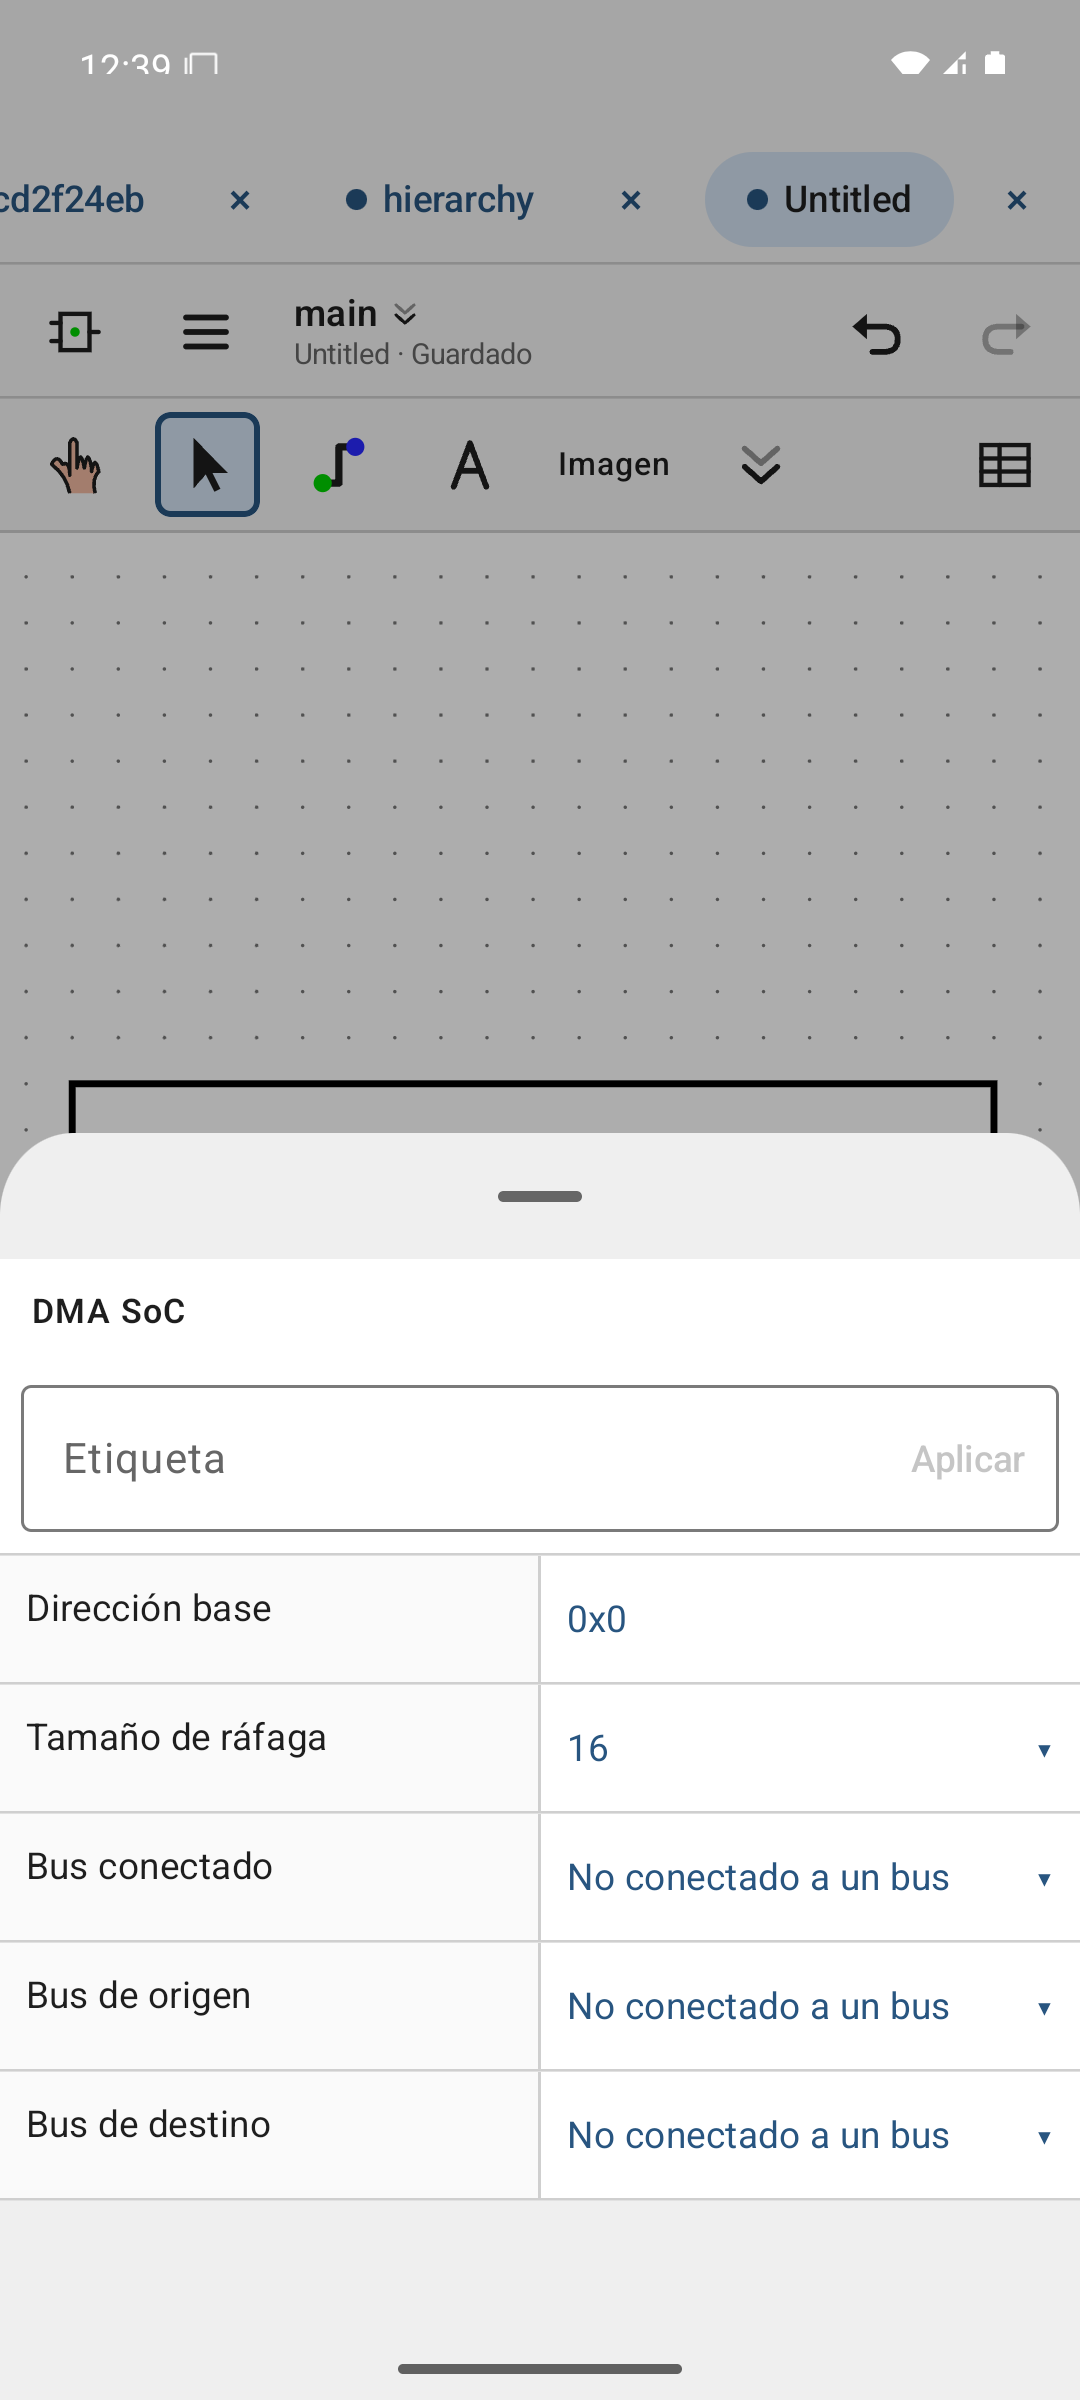 12:39
cd2f24eb × hierarchy × Untitled ×
main
Untitled · Guardado
Imagen
DMA SoC
Etiqueta Aplicar
Dirección base 0x0
Tamaño de ráfaga 16
Bus conectado No conectado a un bus
Bus de origen No conectado a un bus
Bus de destino No conectado a un bus